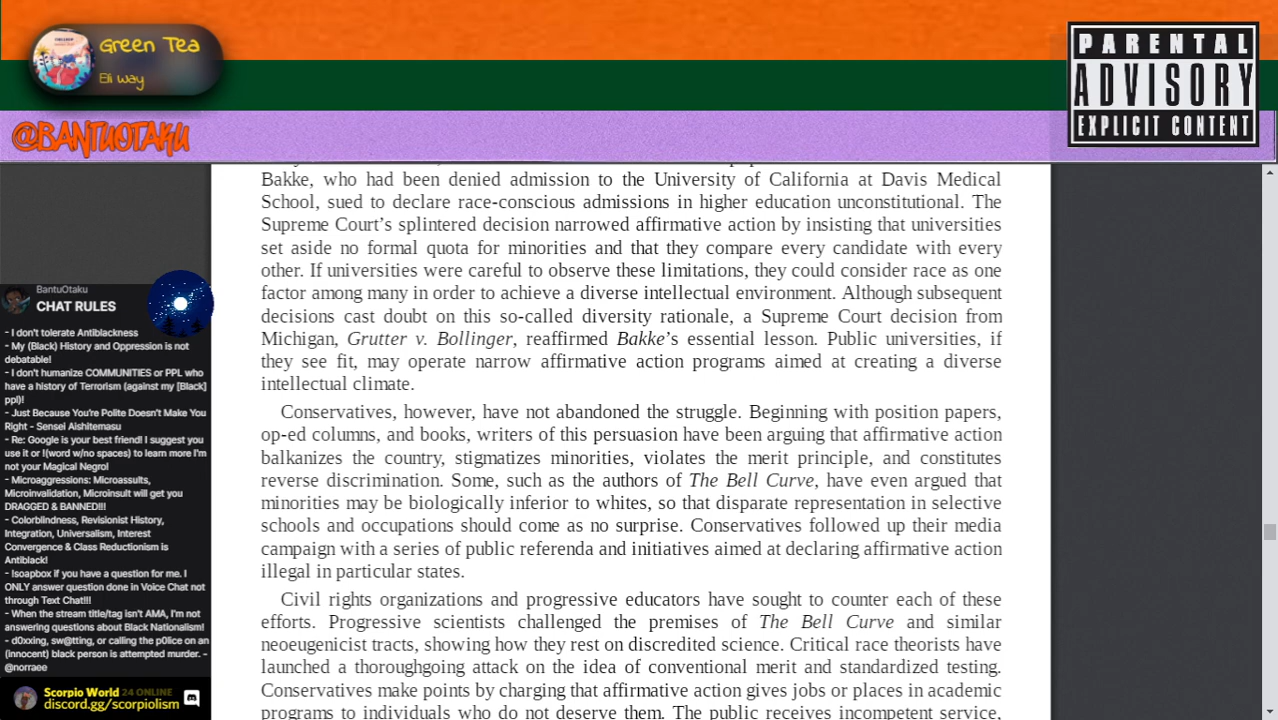 Green Tea
Eli Way
PARENTAL
ADVISORY
EXPLICIT CONTENT
@BANTUOTAKU
Bakke, who had been denied admission to the University of California at Davis Medical
School, sued to declare race-conscious admissions in higher education unconstitutional. The
Supreme Court's splintered decision narrowed affirmative action by insisting that universities
set aside no formal quota for minorities and that they compare every candidate with every
other. If universities were careful to observe these limitations, they could consider race as one
factor among many in order to achieve a diverse intellectual environment. Although subsequent
decisions cast doubt on this so-called diversity rationale, a Supreme Court decision from
Michigan, Grutter v. Bollinger, reaffirmed Bakke's essential lesson. Public universities, if
they see fit, may operate narrow affirmative action programs aimed at creating a diverse
intellectual climate.
Conservatives, however, have not abandoned the struggle. Beginning with position papers,
op-ed columns, and books, writers of this persuasion have been arguing that affirmative action
balkanizes the country, stigmatizes minorities, violates the merit principle, and constitutes
reverse discrimination. Some, such as the authors of The Bell Curve, have even argued that
minorities may be biologically inferior to whites, so that disparate representation in selective
schools and occupations should come as no surprise. Conservatives followed up their media
campaign with a series of public referenda and initiatives aimed at declaring affirmative action
illegal in particular states.
Civil rights organizations and progressive educators have sought to counter each of these
efforts. Progressive scientists challenged the premises of The Bell Curve and similar
neoeugenicist tracts, showing how they rest on discredited science. Critical race theorists have
launched a thoroughgoing attack on the idea of conventional merit and standardized testing.
Conservatives make points by charging that affirmative action gives jobs or places in academic
programs to individuals who do not deserve them. The public receives incompetent service,
BantuOtaku
CHAT RULES
- I don't tolerate Antiblackness
- My (Black) History and Oppression is not
debatable!
- I don't humanize COMMUNITIES or PPL who
have a history of Terrorism (against my [Black]
ppl)!
- Just Because You're Polite Doesn't Make You
Right - Sensei Aishitemasu
- Re: Google is your best friend! I suggest you
use it or !(word w/no spaces) to learn more I'm
not your Magical Negro!
- Microaggressions: Microassults,
Microinvalidation, Microinsult will get you
DRAGGED & BANNED!!!
- Colorblindness, Revisionist History,
Integration, Universalism, Interest
Convergence & Class Reductionism is
Antiblack!
- !soapbox if you have a question for me. I
ONLY answer question done in Voice Chat not
through Text Chat!!!
- When the stream title/tag isn't AMA, I'm not
answering questions about Black Nationalism!
- d0xxing, sw@tting, or calling the p0lice on an
(innocent) black person is attempted murder. -
@norraee
Scorpio World 24 ONLINE
discord.gg/scorpiolism